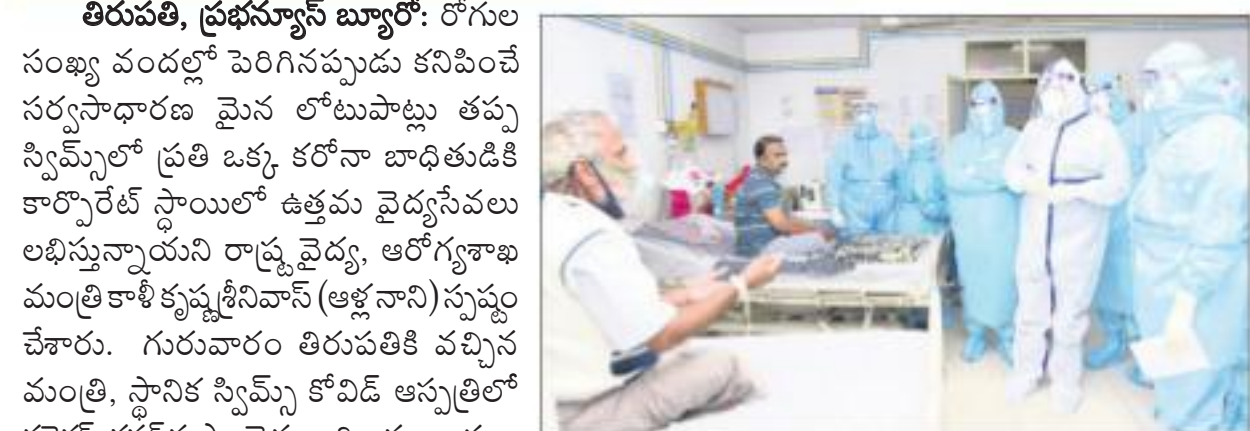 తిరుపతి, ప్రభన్యూస్ బ్యూరో: రోగుల
సంఖ్య వందల్లో పెరిగినప్పుడు కనిపించే
సర్వసాధారణ మైన లోటుపాట్లు తప్ప
స్విమ్స్‌లో ప్రతి ఒక్క కరోనా బాధితుడికి
కార్పొరేట్ స్థాయిలో ఉత్తమ వైద్యసేవలు
లభిస్తున్నాయని రాష్ట్ర వైద్య, ఆరోగ్యశాఖ
మంత్రి కాళీ కృష్ణశ్రీనివాస్ (ఆళ్ల నాని) స్పష్టం
చేశారు. గురువారం తిరుపతికి వచ్చిన
మంత్రి, స్థానిక స్విమ్స్ కోవిడ్ ఆస్పత్రిలో